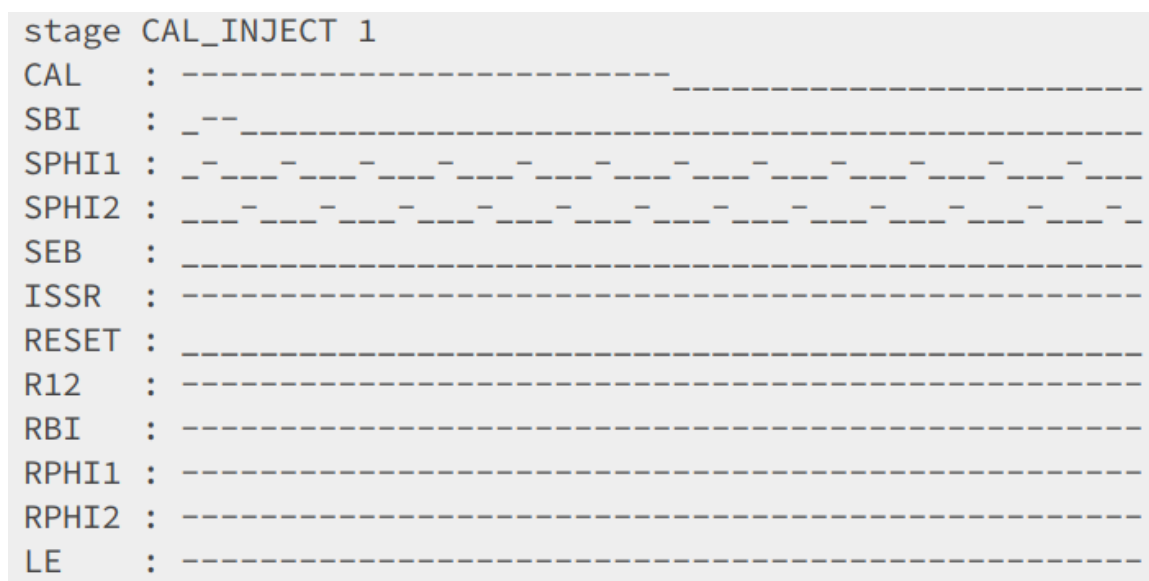 stage CAL_INJECT 1
CAL   : -------------------------________________________
SBI   : _--______________________________________________
SPHI1 : _-___-___-___-___-___-___-___-___-___-___-___-___
SPHI2 : ___-___-___-___-___-___-___-___-___-___-___-___-_
SEB   : _________________________________________________
ISSR  : -------------------------------------------------
RESET : _________________________________________________
R12   : -------------------------------------------------
RBI   : -------------------------------------------------
RPHI1 : -------------------------------------------------
RPHI2 : -------------------------------------------------
LE    : -------------------------------------------------